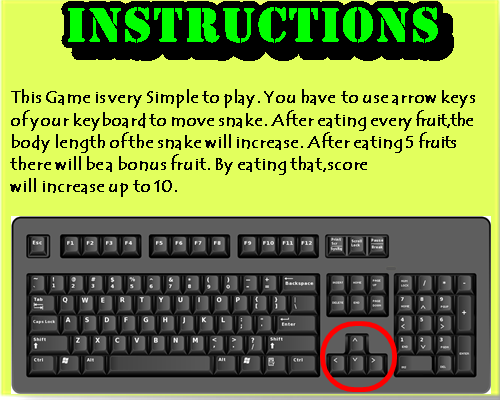 INSTRUCTIONS
This Game is very Simple to play. You have to use arrow keys
of your keyboard to move snake. After eating every fruit,the
body length of the snake will increase. After eating 5 fruits
there will be a bonus fruit. By eating that,score
will increase up to 10.
Esc F1 F2 F3 F4 F5 F6 F7 F8 F9 F10 F11 F12
Backspace
Tab Q W E R T Y U I O P
Caps Lock A S D F G H J K L Enter
Shift Z X C V B N M Shift
Ctrl Alt Alt Ctrl